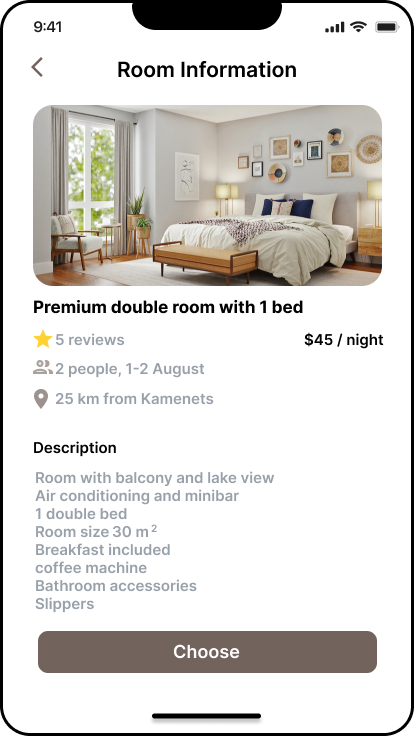 9:41
Room Information
Premium double room with 1 bed
5 reviews
$45 / night
2 people, 1-2 August
25 km from Kamenets
Description
Room with balcony and lake view
Air conditioning and minibar
1 double bed
Room size 30 m²
Breakfast included
coffee machine
Bathroom accessories
Slippers
Choose